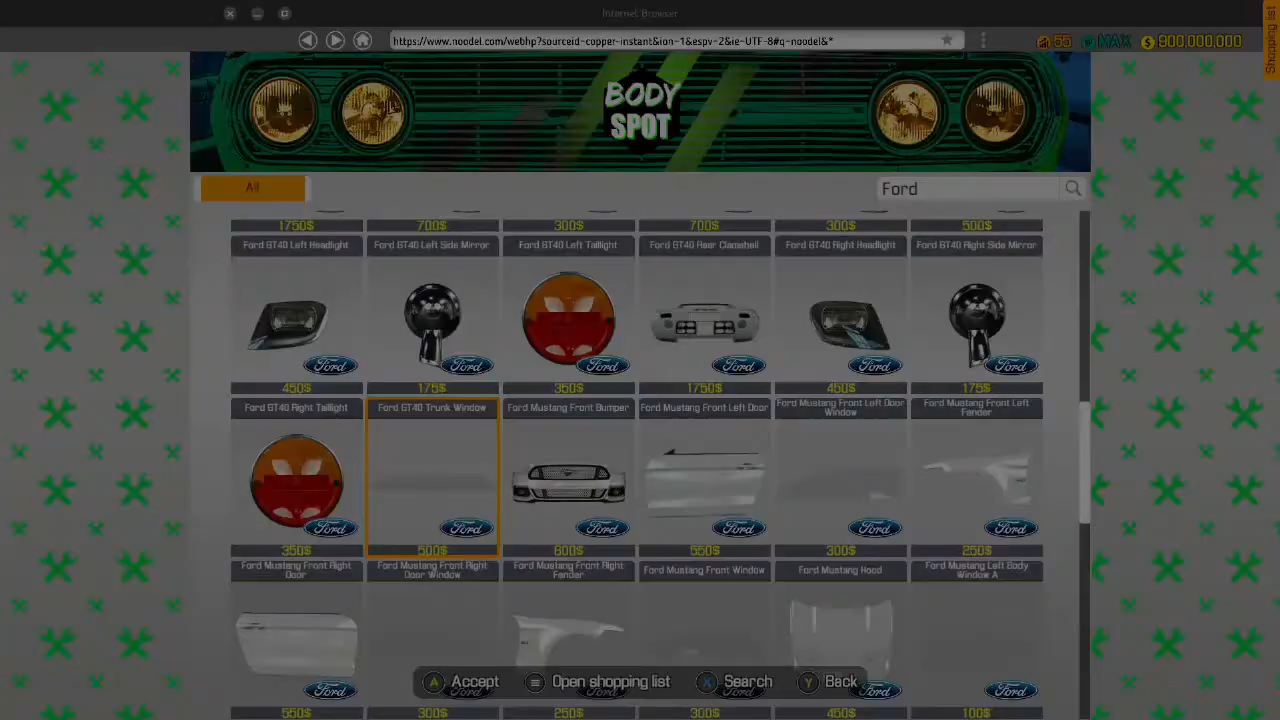 Internet Browser
https://www.noodel.com/webhp?sourceid-copper-instant&ion-1&espv-2&ie-UTF-8#q-noodel&*
55 MAX 900,000,000
Shopping list
BODY
SPOT
All
Ford
1750$ 700$ 300$ 700$ 300$ 500$
Ford GT40 Left Headlight Ford GT40 Left Side Mirror Ford GT40 Left Taillight Ford GT40 Rear Clamshell Ford GT40 Right Headlight Ford GT40 Right Side Mirror
Ford Ford Ford Ford Ford Ford
450$ 175$ 350$ 1750$ 450$ 175$
Ford GT40 Right Taillight Ford GT40 Trunk Window Ford Mustang Front Bumper Ford Mustang Front Left Door Ford Mustang Front Left Door Window Ford Mustang Front Left Fender
Ford Ford Ford Ford Ford Ford
350$ 500$ 600$ 550$ 300$ 250$
Ford Mustang Front Right Door Ford Mustang Front Right Door Window Ford Mustang Front Right Fender Ford Mustang Front Window Ford Mustang Hood Ford Mustang Left Body Window A
Ford Ford Ford Ford Ford Ford
A Accept Open shopping list X Search Y Back
550$ 300$ 250$ 300$ 450$ 100$